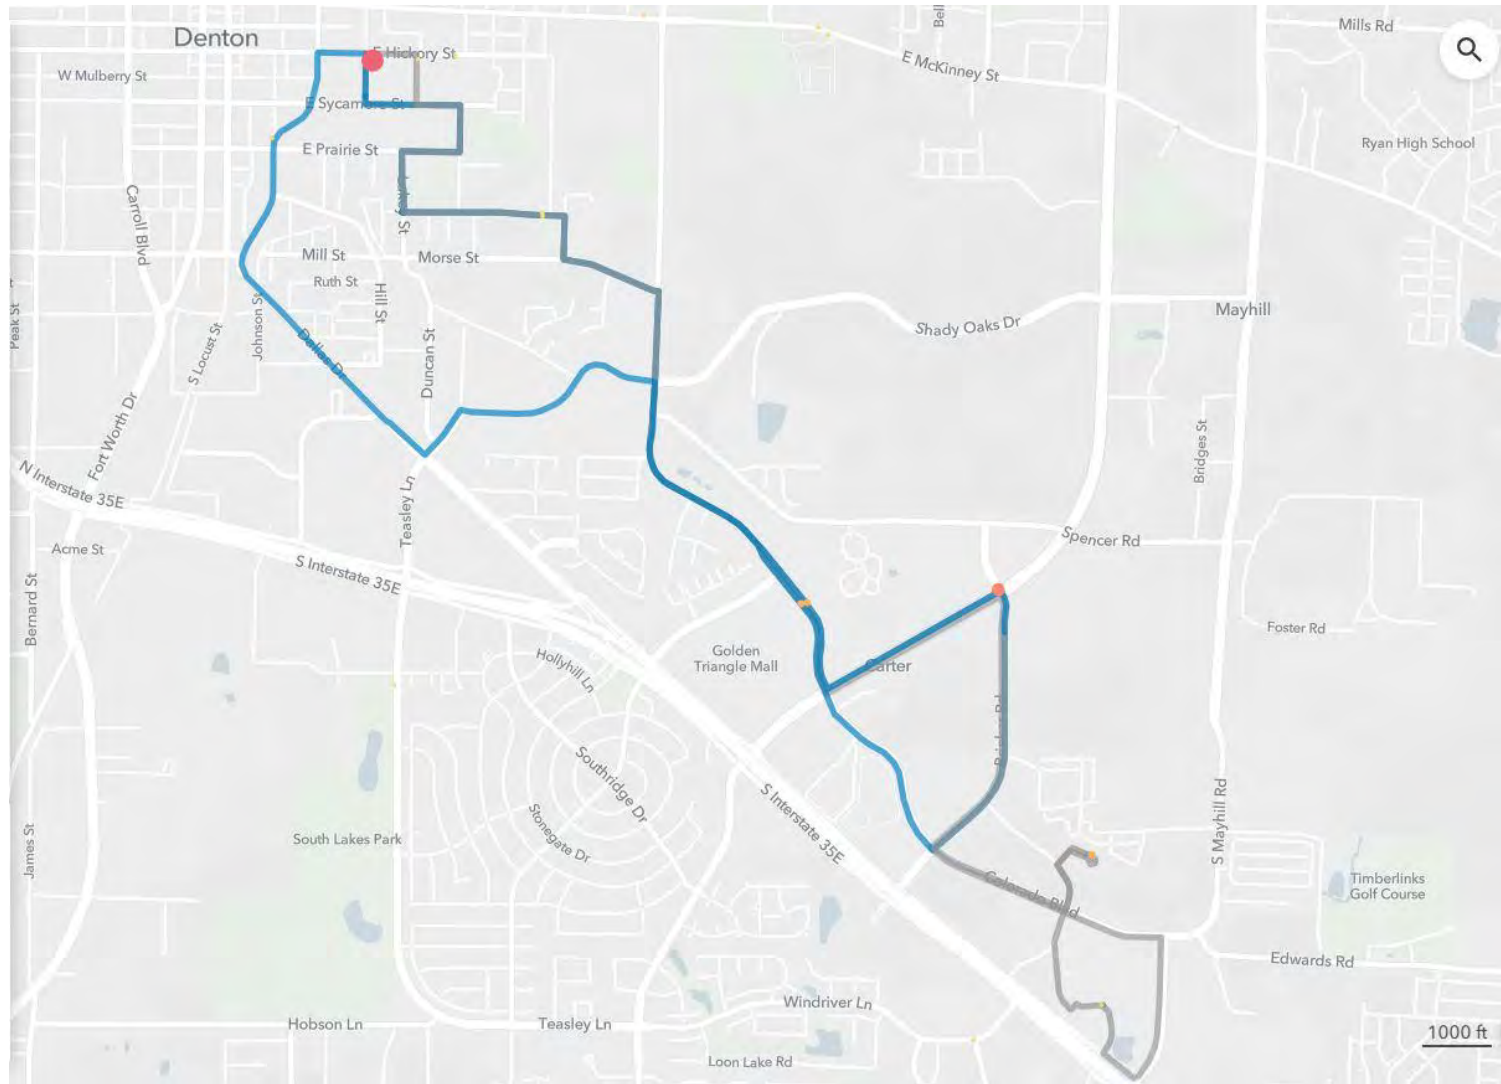 Denton
E Hickory St
W Mulberry St
E Sycamore St
E Prairie St
Carroll Blvd
Mill St
Morse St
Ruth St
Hill St
Peak St
Johnson St
S Locust St
Dallas Dr
Duncan St
Fort Worth Dr
N Interstate 35E
Teasley Ln
Acme St
S Interstate 35E
Bernard St
Bell
E McKinney St
Mills Rd
Ryan High School
Shady Oaks Dr
Mayhill
Bridges St
Spencer Rd
Foster Rd
Golden
Triangle Mall
Carter
Hollyhill Ln
Southridge Dr
Stonegate Dr
S Interstate 35E
South Lakes Park
James St
Colorado Blvd
S Mayhill Rd
Timberlinks
Golf Course
Edwards Rd
Windriver Ln
Hobson Ln
Teasley Ln
Loon Lake Rd
1000 ft